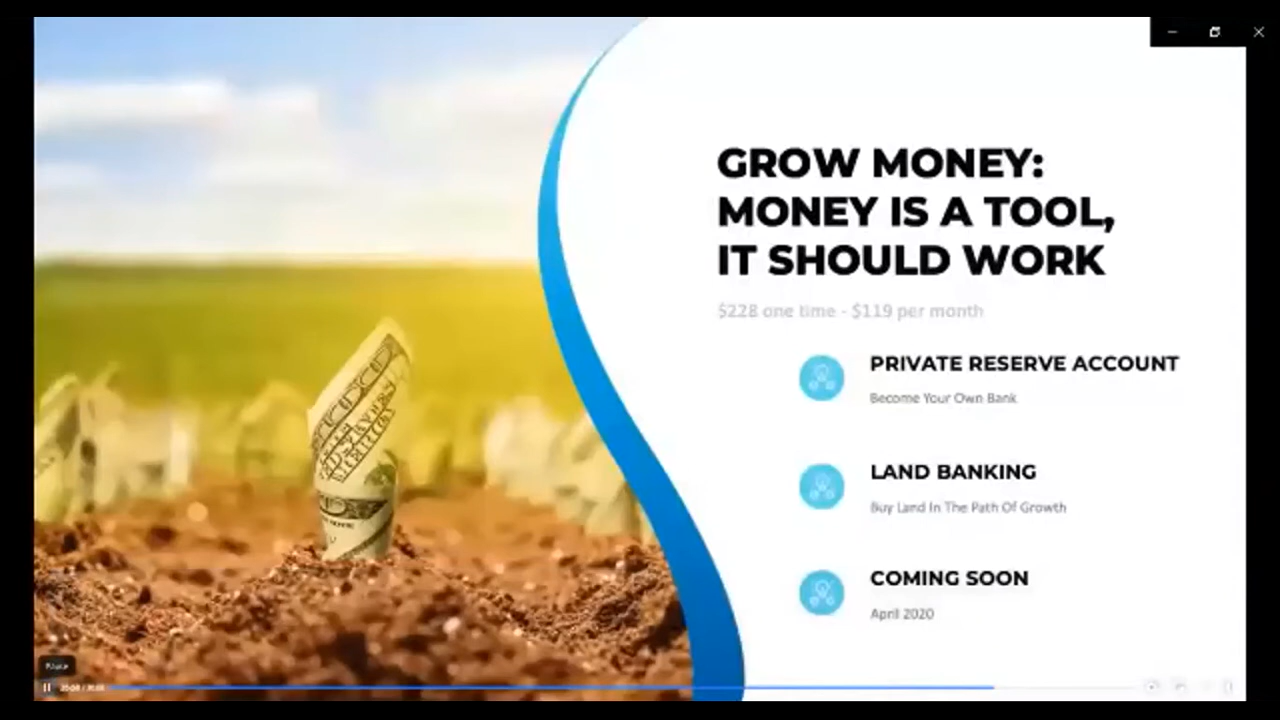 GROW MONEY:
MONEY IS A TOOL,
IT SHOULD WORK
$228 one time - $119 per month
PRIVATE RESERVE ACCOUNT
Become Your Own Bank
LAND BANKING
Buy Land In The Path Of Growth
COMING SOON
April 2020
Pause